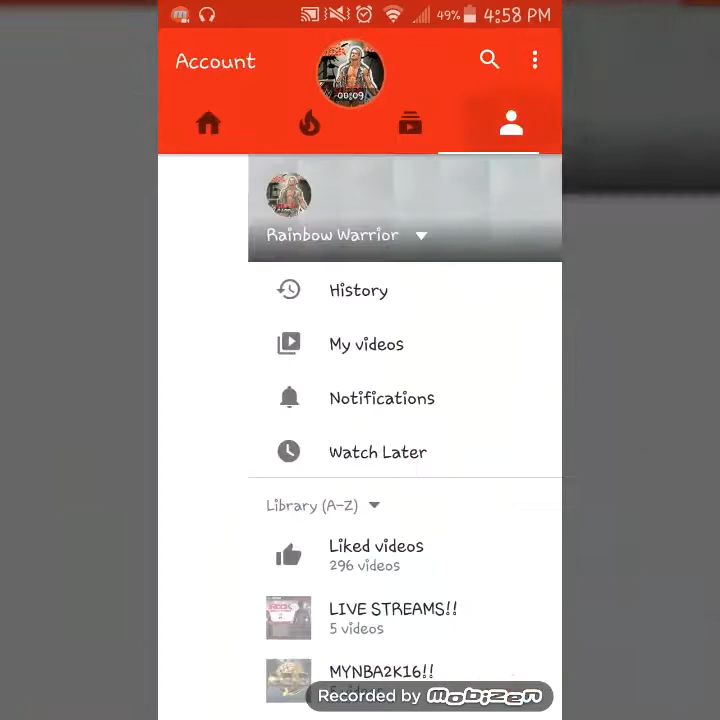 49% 4:58 PM
Account
00:09
Rainbow Warrior
History
My videos
Notifications
Watch Later
Library (A-Z)
Liked videos
296 videos
LIVE STREAMS!!
5 videos
MYNBA2K16!!
Recorded by mobizen